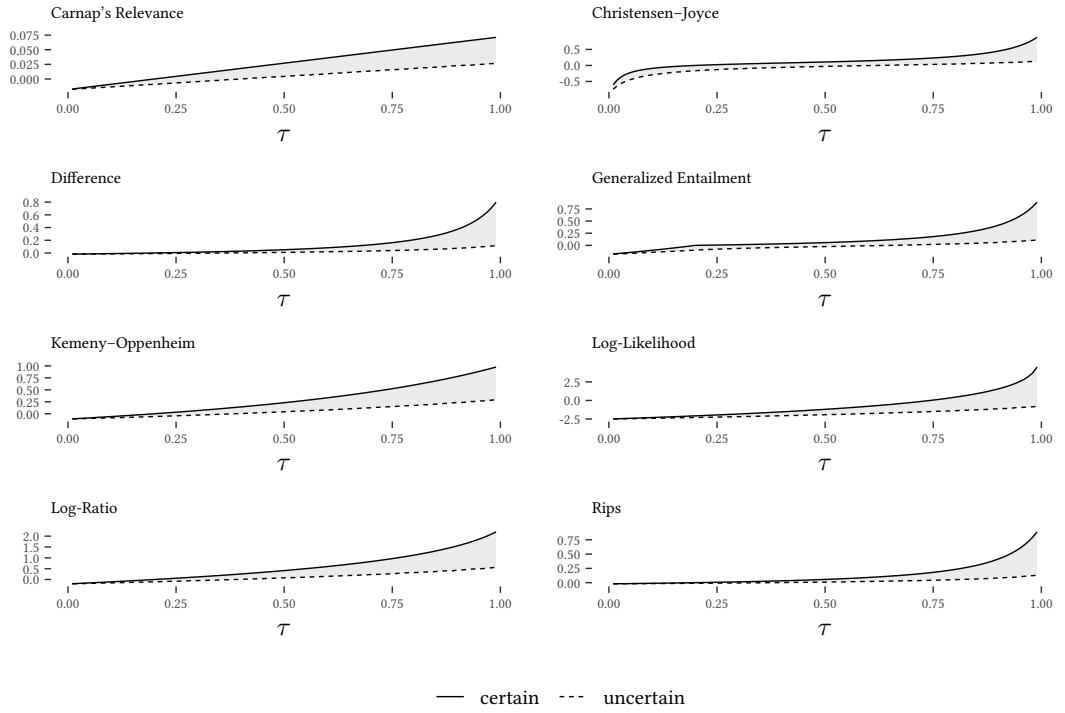 Carnap's Relevance
0.075
0.050
0.025
0.000
0.00 0.25 0.50 0.75 1.00
τ
Christensen–Joyce
0.5
0.0
-0.5
0.00 0.25 0.50 0.75 1.00
τ
Difference
0.8
0.6
0.4
0.2
0.0
0.00 0.25 0.50 0.75 1.00
τ
Generalized Entailment
0.75
0.50
0.25
0.00
0.00 0.25 0.50 0.75 1.00
τ
Kemeny–Oppenheim
1.00
0.75
0.50
0.25
0.00
0.00 0.25 0.50 0.75 1.00
τ
Log-Likelihood
2.5
0.0
-2.5
0.00 0.25 0.50 0.75 1.00
τ
Log-Ratio
2.0
1.5
1.0
0.5
0.0
0.00 0.25 0.50 0.75 1.00
τ
Rips
0.75
0.50
0.25
0.00
0.00 0.25 0.50 0.75 1.00
τ
certain uncertain